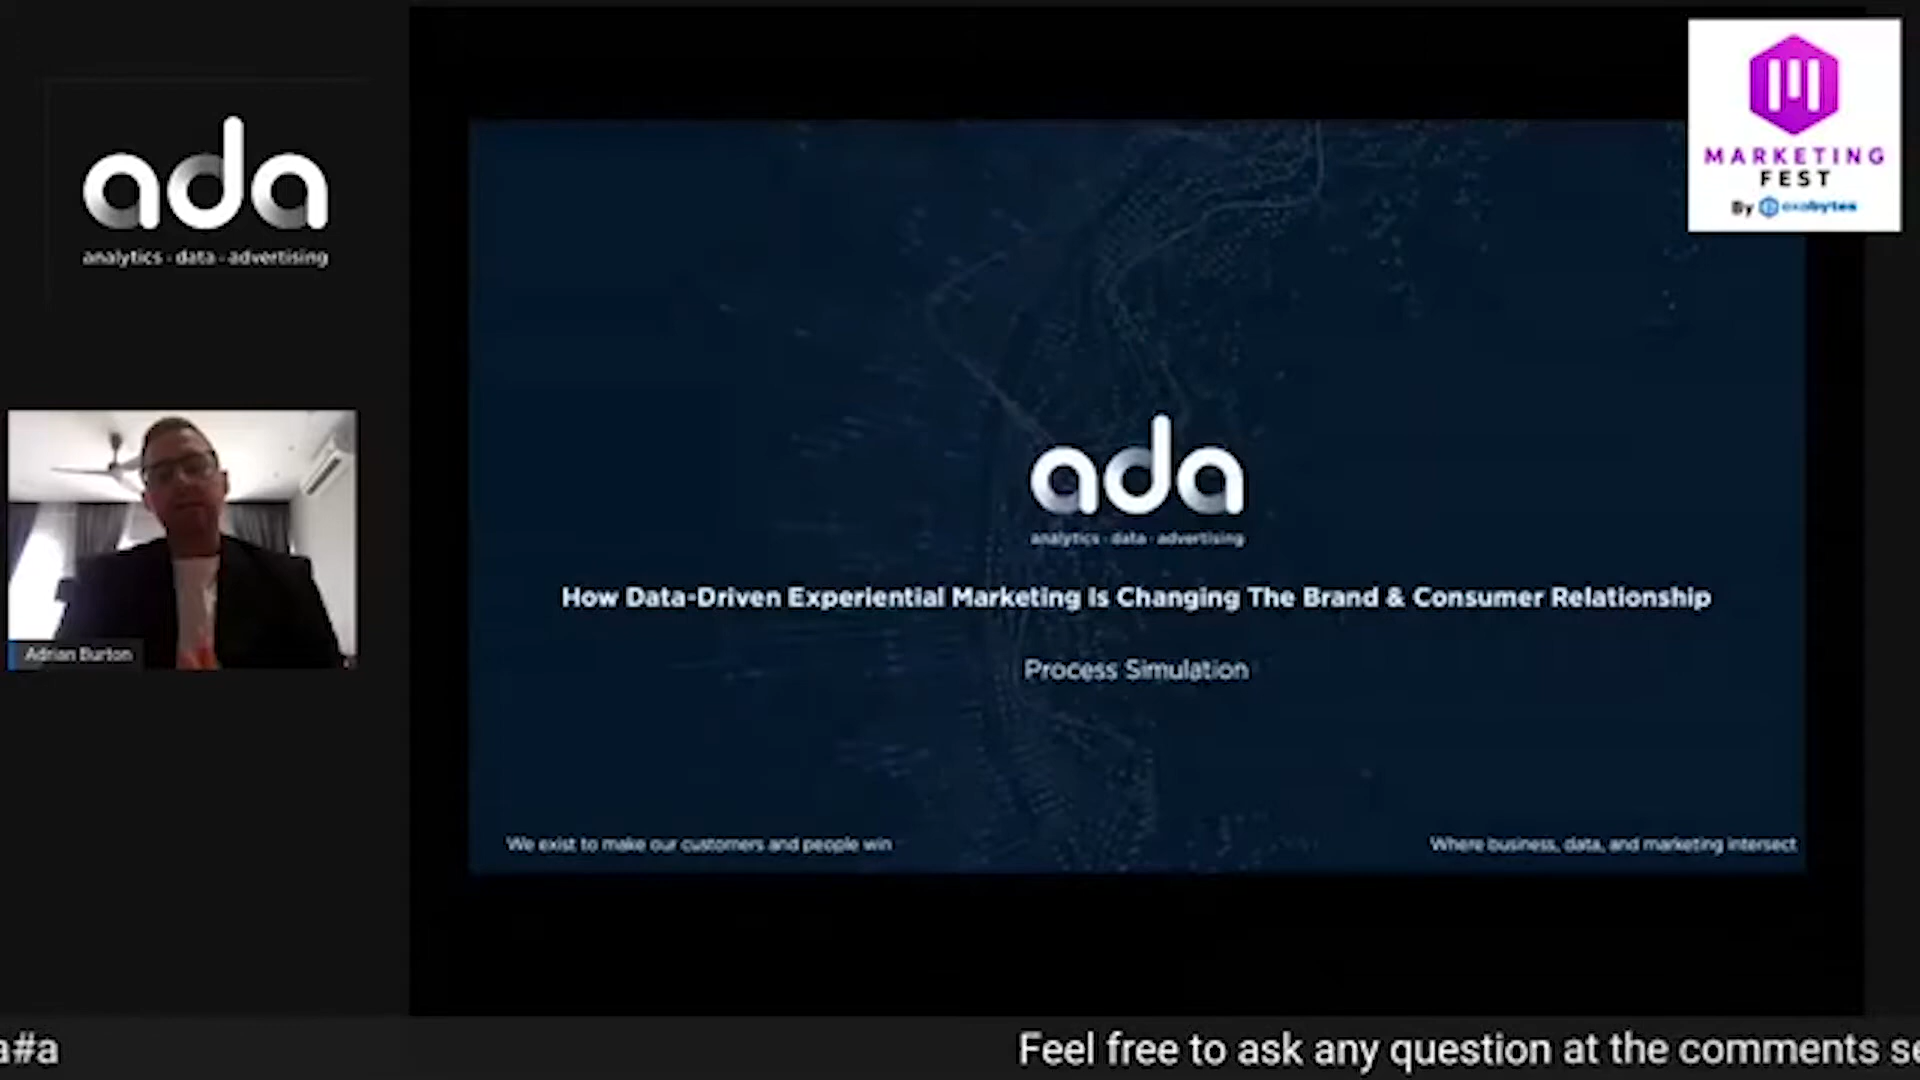 ada
analytics · data · advertising
MARKETING
FEST
By exabytes
Adrian Burton
ada
analytics · data · advertising
How Data-Driven Experiential Marketing Is Changing The Brand & Consumer Relationship
Process Simulation
We exist to make our customers and people win
Where business, data, and marketing intersect
a#a
Feel free to ask any question at the comments se